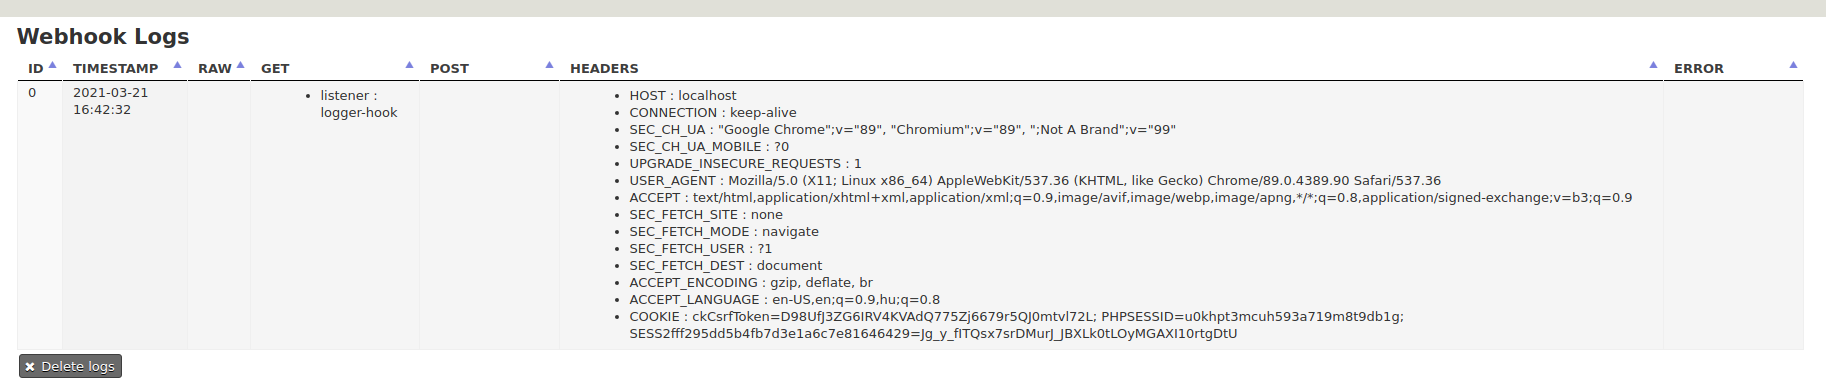 Webhook Logs
ID TIMESTAMP RAW GET POST HEADERS ERROR
0
2021-03-21
16:42:32
listener :
logger-hook
HOST : localhost
CONNECTION : keep-alive
SEC_CH_UA : "Google Chrome";v="89", "Chromium";v="89", ";Not A Brand";v="99"
SEC_CH_UA_MOBILE : ?0
UPGRADE_INSECURE_REQUESTS : 1
USER_AGENT : Mozilla/5.0 (X11; Linux x86_64) AppleWebKit/537.36 (KHTML, like Gecko) Chrome/89.0.4389.90 Safari/537.36
ACCEPT : text/html,application/xhtml+xml,application/xml;q=0.9,image/avif,image/webp,image/apng,*/*;q=0.8,application/signed-exchange;v=b3;q=0.9
SEC_FETCH_SITE : none
SEC_FETCH_MODE : navigate
SEC_FETCH_USER : ?1
SEC_FETCH_DEST : document
ACCEPT_ENCODING : gzip, deflate, br
ACCEPT_LANGUAGE : en-US,en;q=0.9,hu;q=0.8
COOKIE : ckCsrfToken=D98UfJ3ZG6IRV4KVAdQ775Zj6679r5QJ0mtvl72L; PHPSESSID=u0khpt3mcuh593a719m8t9db1g;
SESS2fff295dd5b4fb7d3e1a6c7e81646429=Jg_y_fITQsx7srDMurJ_JBXLk0tLOyMGAXI10rtgDtU
Delete logs